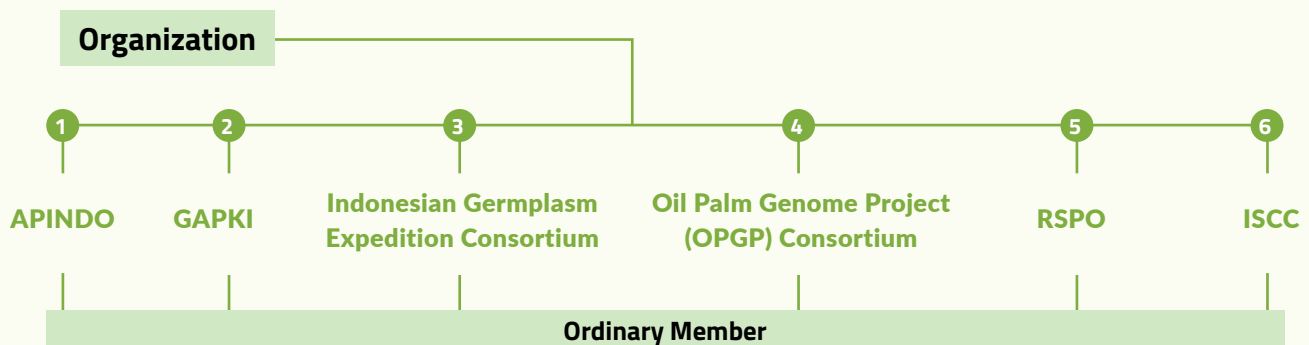 Organization
1
2
3
4
5
6
APINDO
GAPKI
Indonesian Germplasm
Expedition Consortium
Oil Palm Genome Project
(OPGP) Consortium
RSPO
ISCC
Ordinary Member